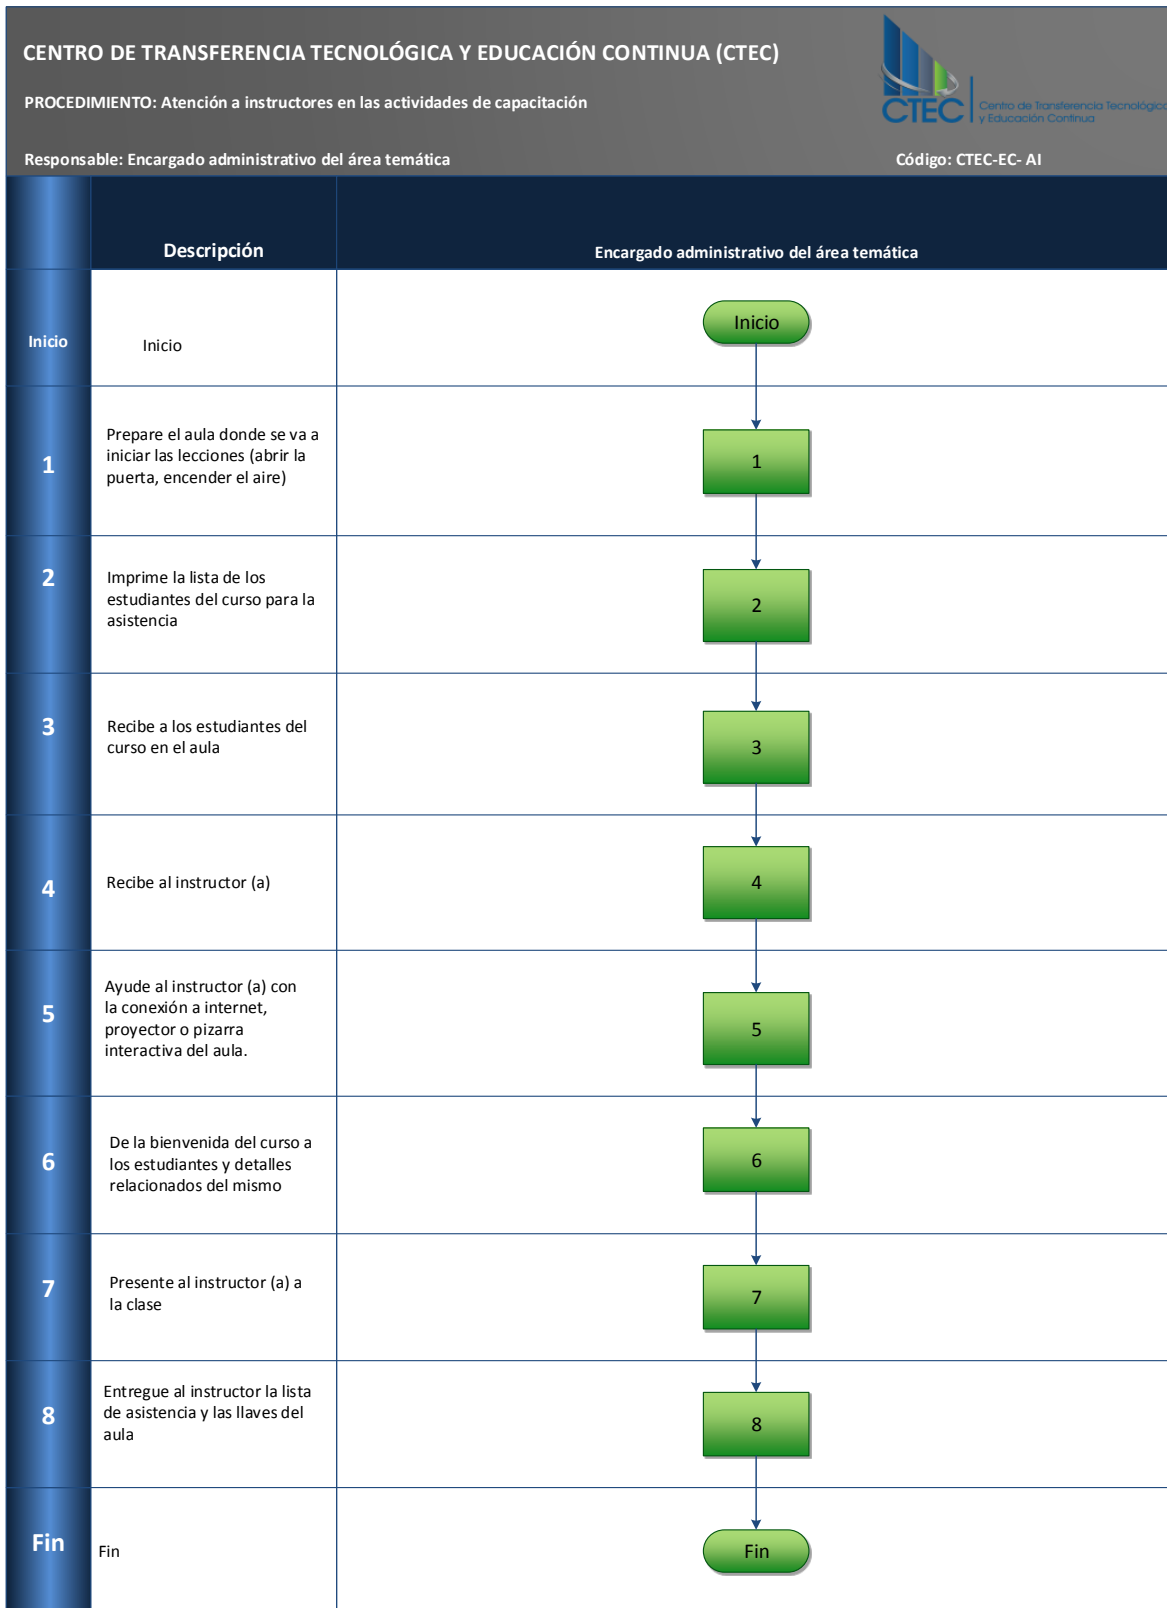 CENTRO DE TRANSFERENCIA TECNOLÓGICA Y EDUCACIÓN CONTINUA (CTEC)
PROCEDIMIENTO: Atención a instructores en las actividades de capacitación
CTEC
Centro de Transferencia Tecnológica
y Educación Continua
Responsable: Encargado administrativo del área temática
Código: CTEC-EC- AI
Descripción
Encargado administrativo del área temática
Inicio
Inicio
Inicio
1
Prepare el aula donde se va a
iniciar las lecciones (abrir la
puerta, encender el aire)
1
2
Imprime la lista de los
estudiantes del curso para la
asistencia
2
3
Recibe a los estudiantes del
curso en el aula
3
4
Recibe al instructor (a)
4
5
Ayude al instructor (a) con
la conexión a internet,
proyector o pizarra
interactiva del aula.
5
6
De la bienvenida del curso a
los estudiantes y detalles
relacionados del mismo
6
7
Presente al instructor (a) a
la clase
7
8
Entregue al instructor la lista
de asistencia y las llaves del
aula
8
Fin
Fin
Fin